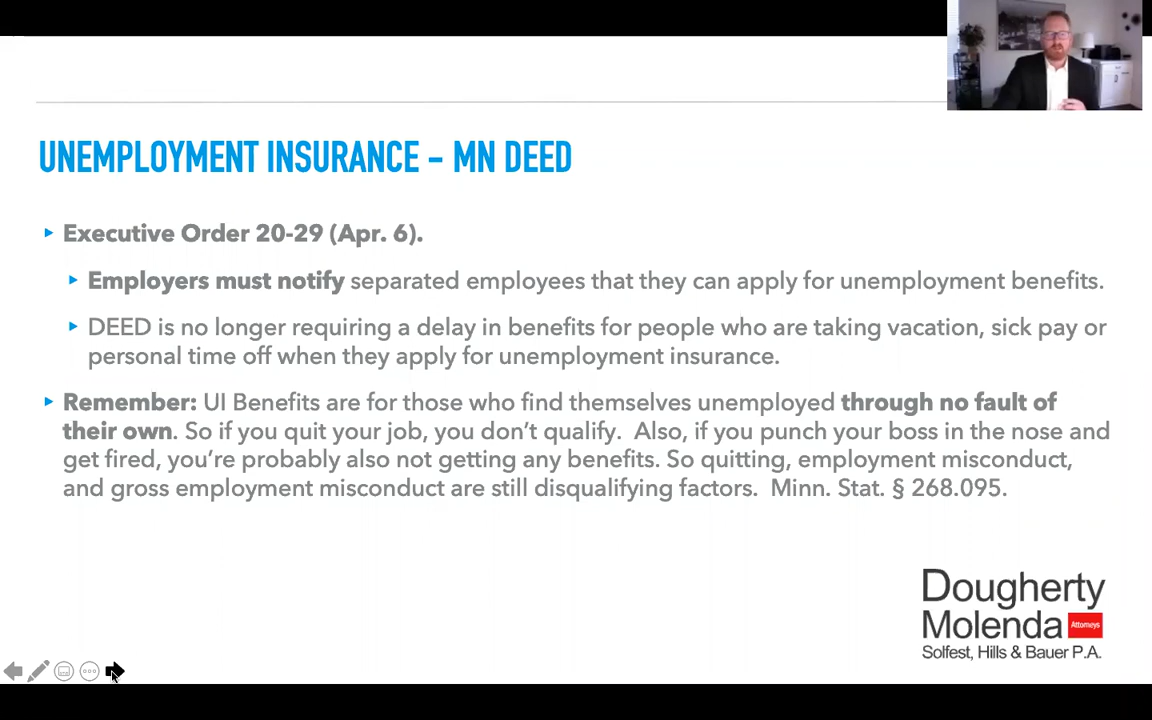 UNEMPLOYMENT INSURANCE – MN DEED
Executive Order 20-29 (Apr. 6).
Employers must notify separated employees that they can apply for unemployment benefits.
DEED is no longer requiring a delay in benefits for people who are taking vacation, sick pay or
personal time off when they apply for unemployment insurance.
Remember: UI Benefits are for those who find themselves unemployed through no fault of
their own. So if you quit your job, you don't qualify.  Also, if you punch your boss in the nose and
get fired, you're probably also not getting any benefits. So quitting, employment misconduct,
and gross employment misconduct are still disqualifying factors.  Minn. Stat. § 268.095.
Dougherty
Molenda Attorneys
Solfest, Hills & Bauer P.A.